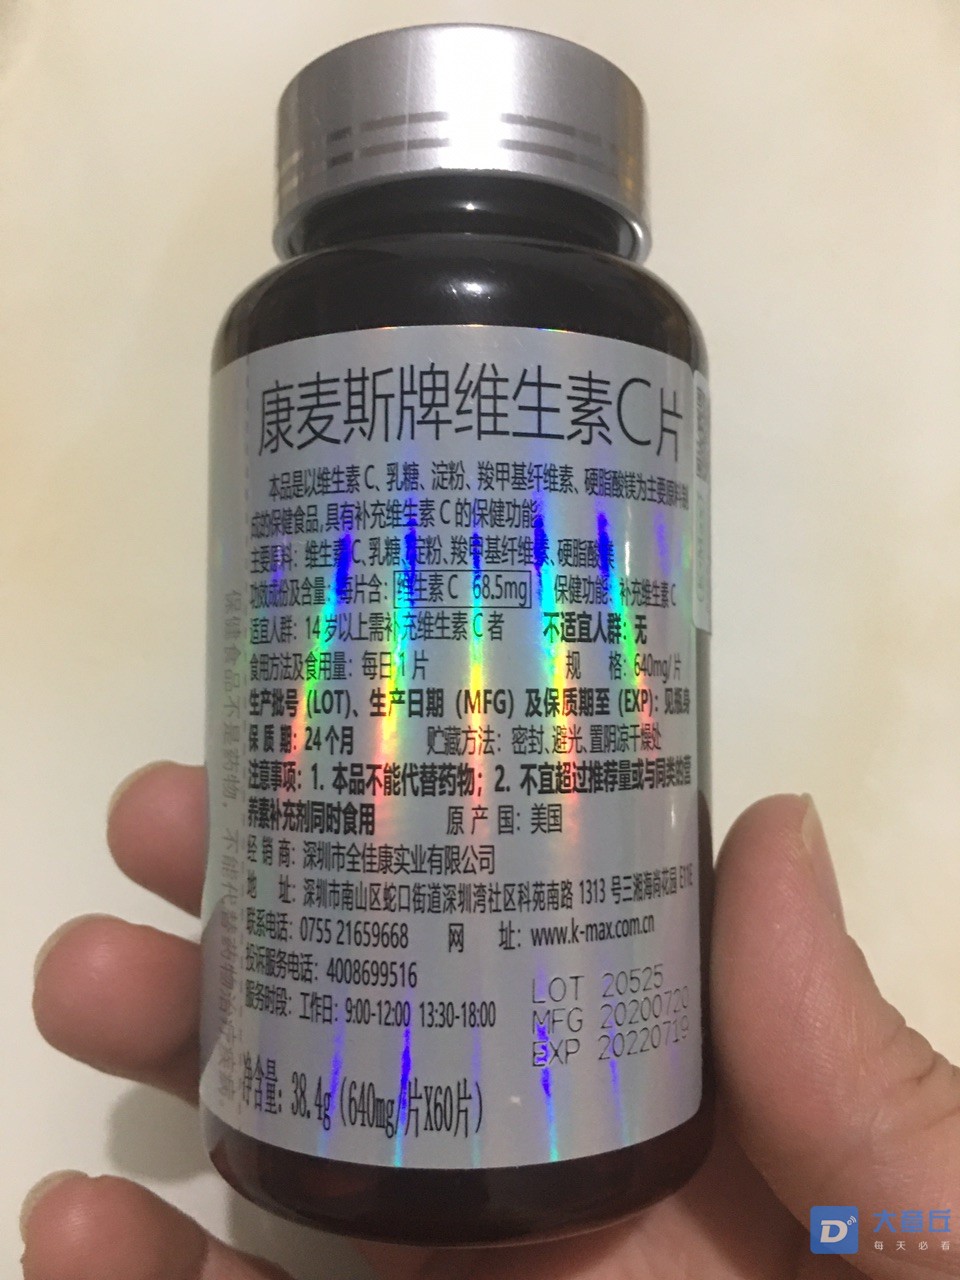 康麦斯牌维生素C片
本品是以维生素C、乳糖、淀粉、羧甲基纤维素、硬脂酸镁为主要原料制
成的保健食品,具有补充维生素C的保健功能。
主要原料：维生素C、乳糖、淀粉、羧甲基纤维素、硬脂酸镁
功效成份及含量：每片含：维生素C 68.5mg 保健功能：补充维生素C
适宜人群：14岁以上需补充维生素C者 不适宜人群：无
食用方法及食用量：每日1片 规 格：640mg/片
生产批号（LOT)、生产日期（MFG）及保质期至（EXP）：见瓶身
保 质 期：24个月 贮藏方法：密封、避光、置阴凉干燥处
注意事项：1. 本品不能代替药物；2. 不宜超过推荐量或与同类的营
养素补充剂同时食用 原 产 国：美国
经 销 商：深圳市全佳康实业有限公司
地 址：深圳市南山区蛇口街道深圳湾社区科苑南路 1313 号三湘海尚花园
联系电话：0755 21659668 网 址：www.k-max.com.cn
投诉服务电话：4008699516
服务时段：工作日：9:00-12:00 13:30-18:00
LOT 20525
MFG 20200720
EXP 20220719
净含量：38.4g（640mg/片X60片）
保健食品不是药物，不能代替药物治疗疾病。
大鱼丘
每天必看